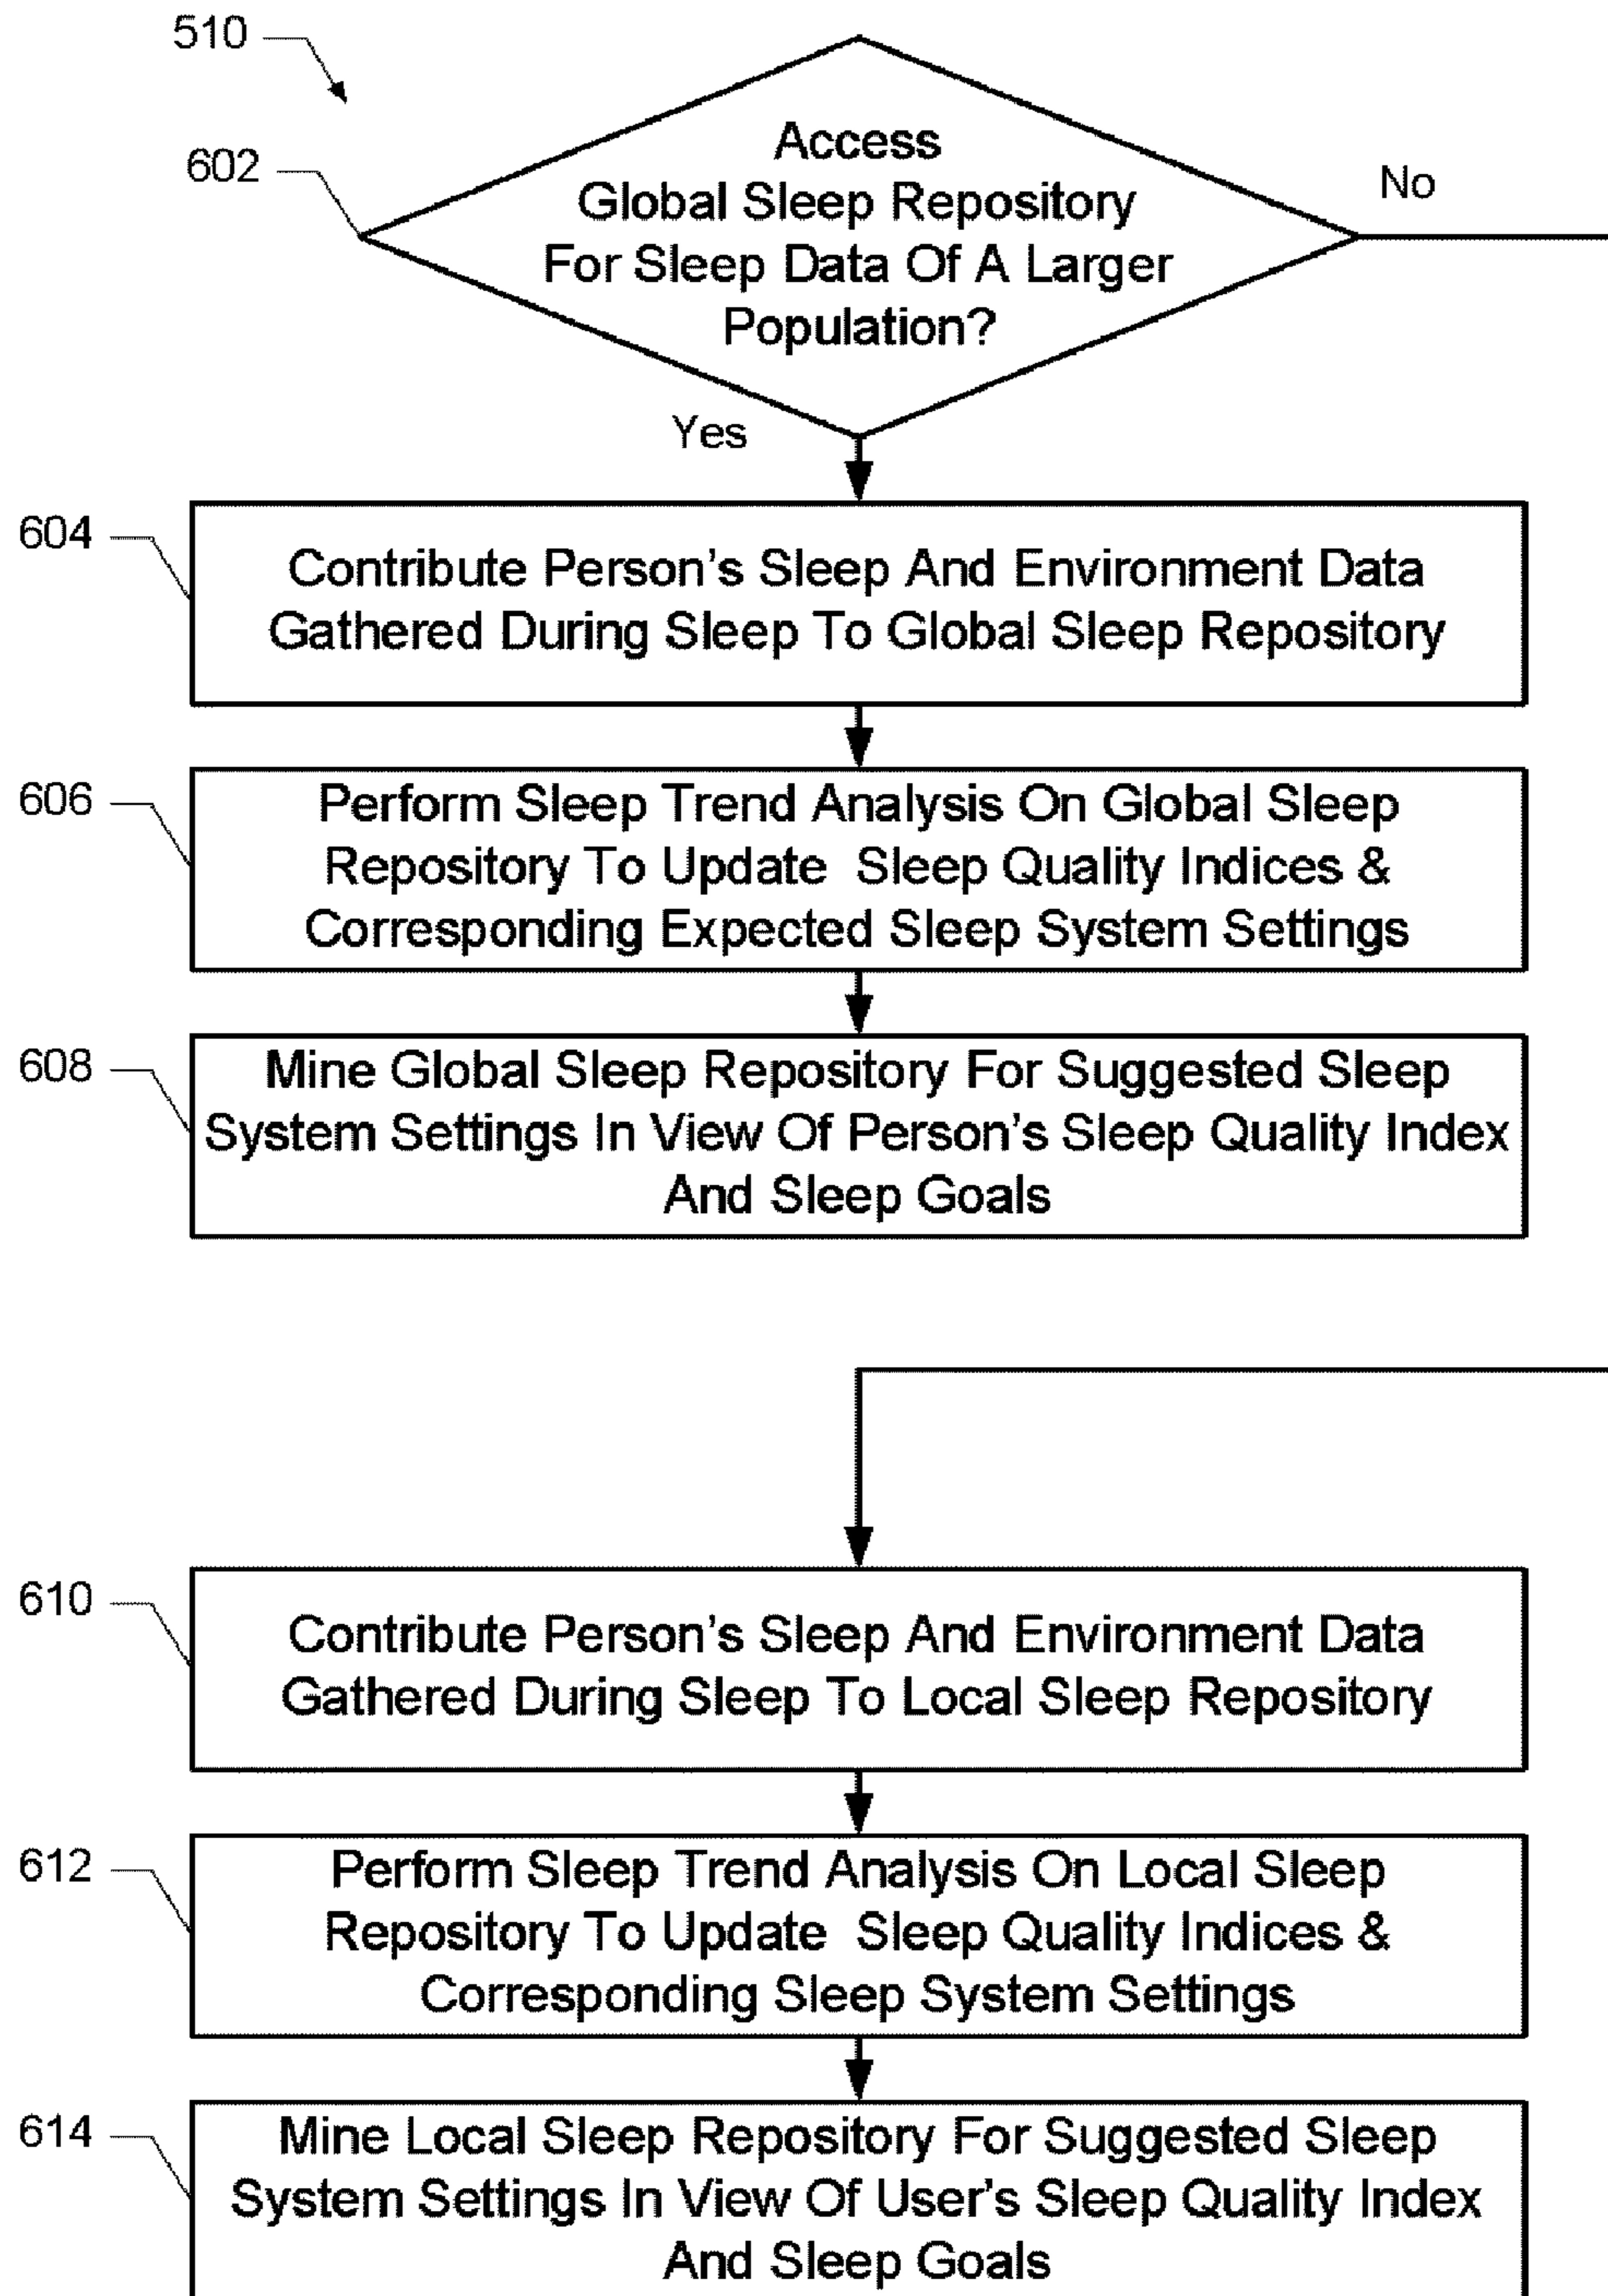 510
602
Access
Global Sleep Repository
For Sleep Data Of A Larger
Population?
No
Yes
604
Contribute Person's Sleep And Environment Data
Gathered During Sleep To Global Sleep Repository
606
Perform Sleep Trend Analysis On Global Sleep
Repository To Update Sleep Quality Indices &
Corresponding Expected Sleep System Settings
608
Mine Global Sleep Repository For Suggested Sleep
System Settings In View Of Person's Sleep Quality Index
And Sleep Goals
610
Contribute Person's Sleep And Environment Data
Gathered During Sleep To Local Sleep Repository
612
Perform Sleep Trend Analysis On Local Sleep
Repository To Update Sleep Quality Indices &
Corresponding Sleep System Settings
614
Mine Local Sleep Repository For Suggested Sleep
System Settings In View Of User's Sleep Quality Index
And Sleep Goals